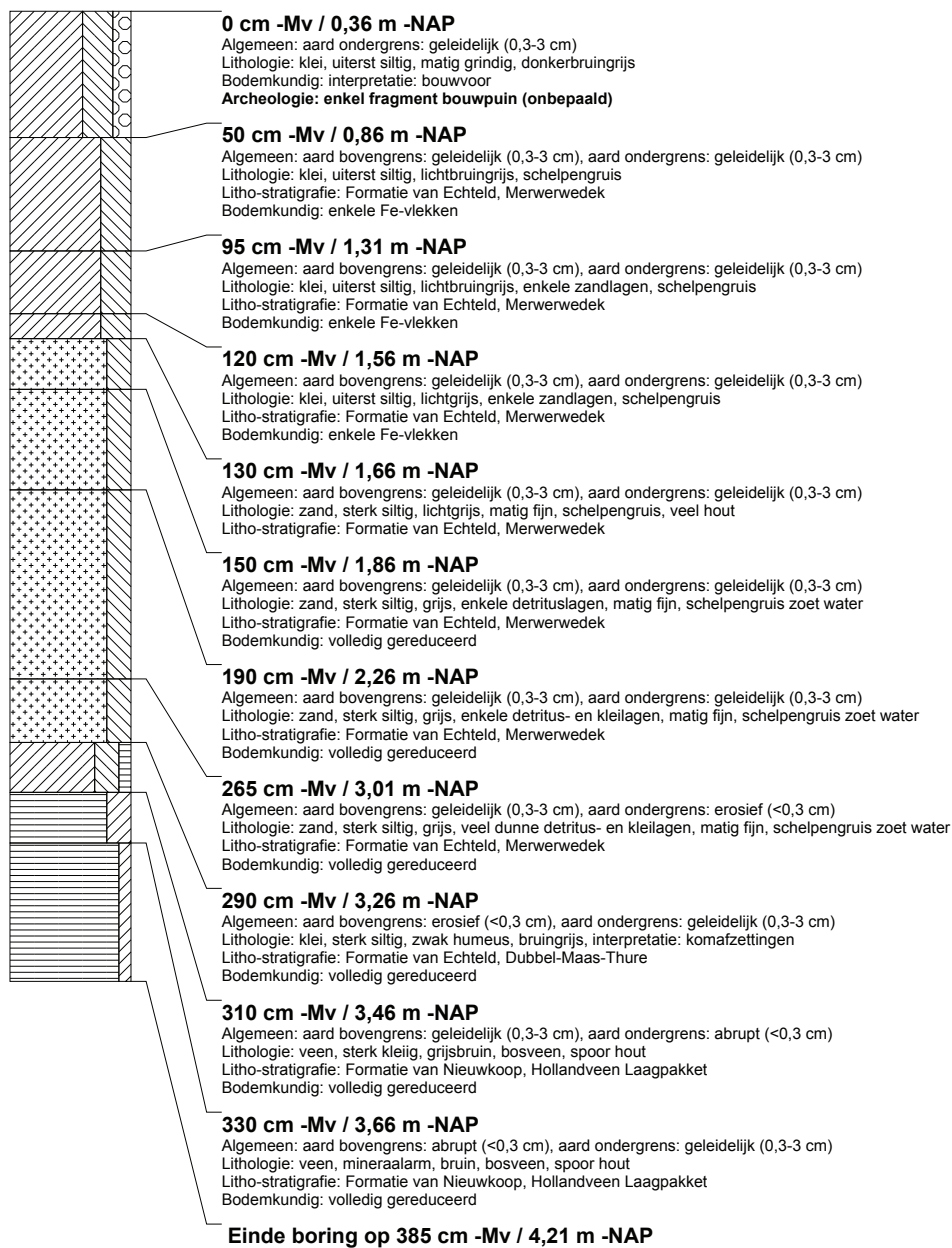 0 cm -Mv / 0,36 m -NAP
Algemeen: aard ondergrens: geleidelijk (0,3-3 cm)
Lithologie: klei, uiterst siltig, matig grindig, donkerbruingrijs
Bodemkundig: interpretatie: bouwvoor
Archeologie: enkel fragment bouwpuin (onbepaald)
50 cm -Mv / 0,86 m -NAP
Algemeen: aard bovengrens: geleidelijk (0,3-3 cm), aard ondergrens: geleidelijk (0,3-3 cm)
Lithologie: klei, uiterst siltig, lichtbruingrijs, schelpengruis
Litho-stratigrafie: Formatie van Echteld, Merwerwedek
Bodemkundig: enkele Fe-vlekken
95 cm -Mv / 1,31 m -NAP
Algemeen: aard bovengrens: geleidelijk (0,3-3 cm), aard ondergrens: geleidelijk (0,3-3 cm)
Lithologie: klei, uiterst siltig, lichtbruingrijs, enkele zandlagen, schelpengruis
Litho-stratigrafie: Formatie van Echteld, Merwerwedek
Bodemkundig: enkele Fe-vlekken
120 cm -Mv / 1,56 m -NAP
Algemeen: aard bovengrens: geleidelijk (0,3-3 cm), aard ondergrens: geleidelijk (0,3-3 cm)
Lithologie: klei, uiterst siltig, lichtgrijs, enkele zandlagen, schelpengruis
Litho-stratigrafie: Formatie van Echteld, Merwerwedek
Bodemkundig: enkele Fe-vlekken
130 cm -Mv / 1,66 m -NAP
Algemeen: aard bovengrens: geleidelijk (0,3-3 cm), aard ondergrens: geleidelijk (0,3-3 cm)
Lithologie: zand, sterk siltig, lichtgrijs, matig fijn, schelpengruis, veel hout
Litho-stratigrafie: Formatie van Echteld, Merwerwedek
150 cm -Mv / 1,86 m -NAP
Algemeen: aard bovengrens: geleidelijk (0,3-3 cm), aard ondergrens: geleidelijk (0,3-3 cm)
Lithologie: zand, sterk siltig, grijs, enkele detrituslagen, matig fijn, schelpengruis zoet water
Litho-stratigrafie: Formatie van Echteld, Merwerwedek
Bodemkundig: volledig gereduceerd
190 cm -Mv / 2,26 m -NAP
Algemeen: aard bovengrens: geleidelijk (0,3-3 cm), aard ondergrens: geleidelijk (0,3-3 cm)
Lithologie: zand, sterk siltig, grijs, enkele detritus- en kleilagen, matig fijn, schelpengruis zoet water
Litho-stratigrafie: Formatie van Echteld, Merwerwedek
Bodemkundig: volledig gereduceerd
265 cm -Mv / 3,01 m -NAP
Algemeen: aard bovengrens: geleidelijk (0,3-3 cm), aard ondergrens: erosief (<0,3 cm)
Lithologie: zand, sterk siltig, grijs, veel dunne detritus- en kleilagen, matig fijn, schelpengruis zoet water
Litho-stratigrafie: Formatie van Echteld, Merwerwedek
Bodemkundig: volledig gereduceerd
290 cm -Mv / 3,26 m -NAP
Algemeen: aard bovengrens: erosief (<0,3 cm), aard ondergrens: geleidelijk (0,3-3 cm)
Lithologie: klei, sterk siltig, zwak humeus, bruingrijs, interpretatie: komafzettingen
Litho-stratigrafie: Formatie van Echteld, Dubbel-Maas-Thure
Bodemkundig: volledig gereduceerd
310 cm -Mv / 3,46 m -NAP
Algemeen: aard bovengrens: geleidelijk (0,3-3 cm), aard ondergrens: abrupt (<0,3 cm)
Lithologie: veen, sterk kleiig, grijsbruin, bosveen, spoor hout
Litho-stratigrafie: Formatie van Nieuwkoop, Hollandveen Laagpakket
Bodemkundig: volledig gereduceerd
330 cm -Mv / 3,66 m -NAP
Algemeen: aard bovengrens: abrupt (<0,3 cm), aard ondergrens: geleidelijk (0,3-3 cm)
Lithologie: veen, mineraalarm, bruin, bosveen, spoor hout
Litho-stratigrafie: Formatie van Nieuwkoop, Hollandveen Laagpakket
Bodemkundig: volledig gereduceerd
Einde boring op 385 cm -Mv / 4,21 m -NAP